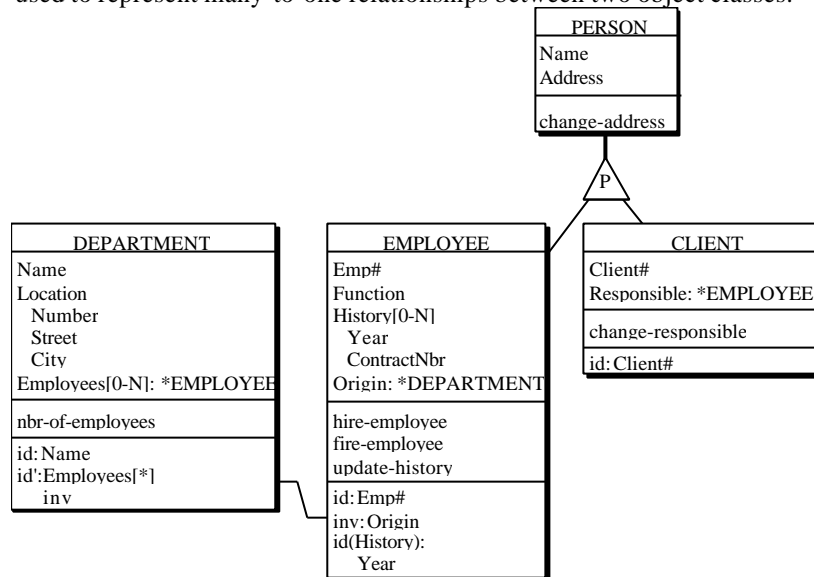 used to represent many-to-one relationships between two object classes.
PERSON
Name
Address
change-address
P
DEPARTMENT
Name
Location
Number
Street
City
Employees[0-N]: *EMPLOYEE
nbr-of-employees
id:Name
id':Employees[*]
inv
EMPLOYEE
Emp#
Function
History[0-N]
Year
ContractNbr
Origin: *DEPARTMENT
hire-employee
fire-employee
update-history
id:Emp#
inv:Origin
id(History):
Year
CLIENT
Client#
Responsible: *EMPLOYEE
change-responsible
id:Client#